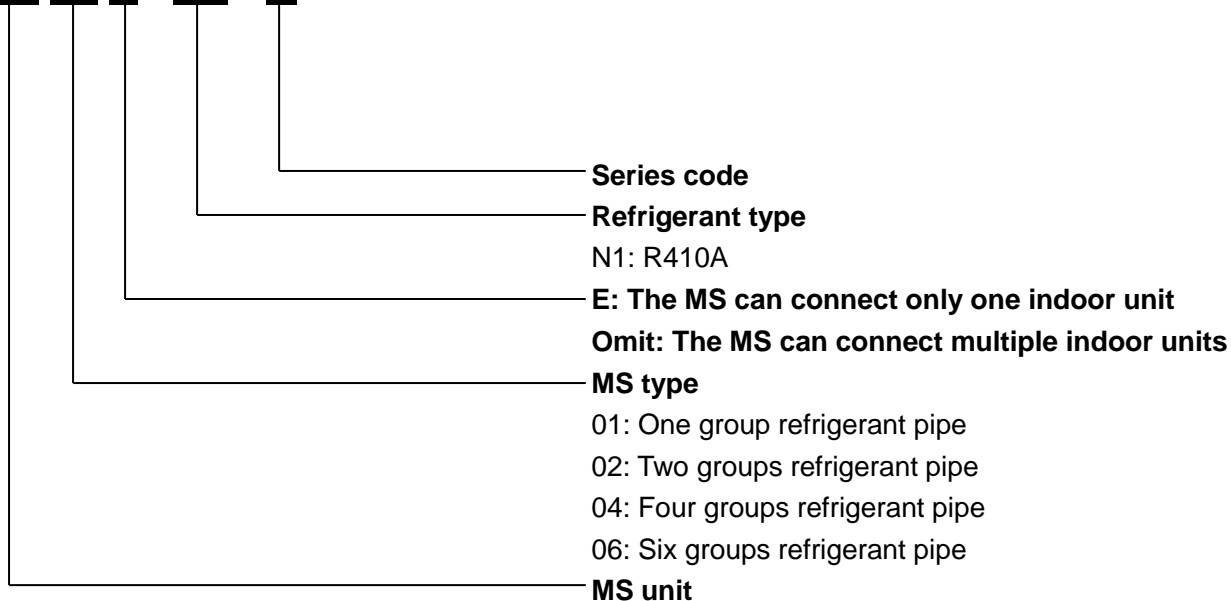 Series code
Refrigerant type
N1: R410A
E: The MS can connect only one indoor unit
Omit: The MS can connect multiple indoor units
MS type
01: One group refrigerant pipe
02: Two groups refrigerant pipe
04: Four groups refrigerant pipe
06: Six groups refrigerant pipe
MS unit